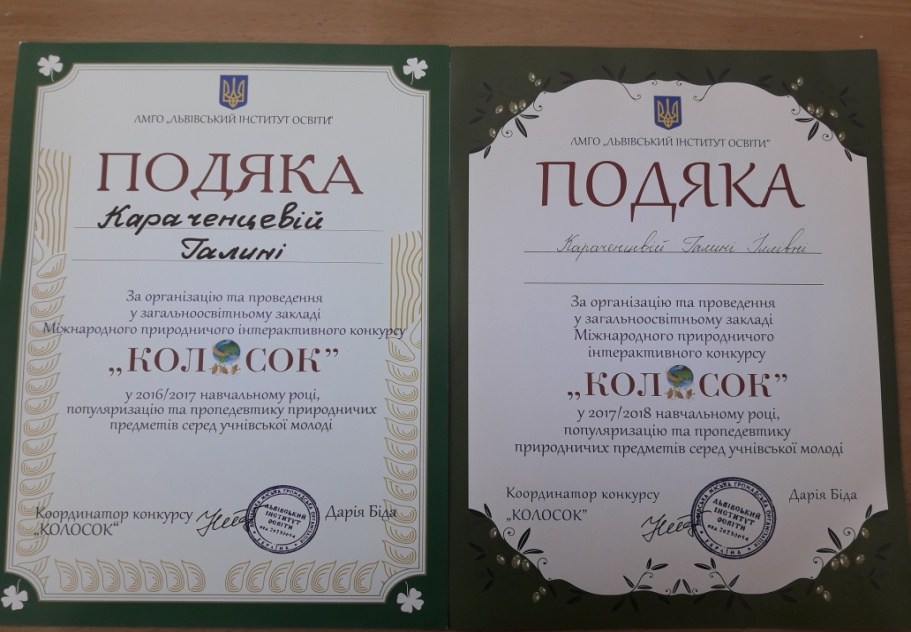 ЛМГО „ЛЬВІВСЬКИЙ ІНСТИТУТ ОСВІТИ"
ПОДЯКА
Караченцевій
Галині
За організацію та проведення
у загальноосвітньому закладі
Міжнародного природничого інтерактивного конкурсу
„КОЛОСОК”
у 2016/2017 навчальному році,
популяризацію та пропедевтику природничих
предметів серед учнівської молоді
Координатор конкурсу
„КОЛОСОК“
Дарія Біда
ЛЬВІВСЬКИЙ
ІНСТИТУТ
ОСВІТИ
УКРАЇНА
ЛМГО „ЛЬВІВСЬКИЙ ІНСТИТУТ ОСВІТИ"
ПОДЯКА
Галині
За організацію та проведення
у загальноосвітньому закладі
Міжнародного природничого
інтерактивного конкурсу
„КОЛОСОК”
у 2017/2018 навчальному році,
популяризацію та пропедевтику
природничих предметів серед учнівської молоді
Координатор конкурсу
„КОЛОСОК”
Дарія Біда
ЛЬВІВСЬКИЙ
ІНСТИТУТ
ОСВІТИ
УКРАЇНА